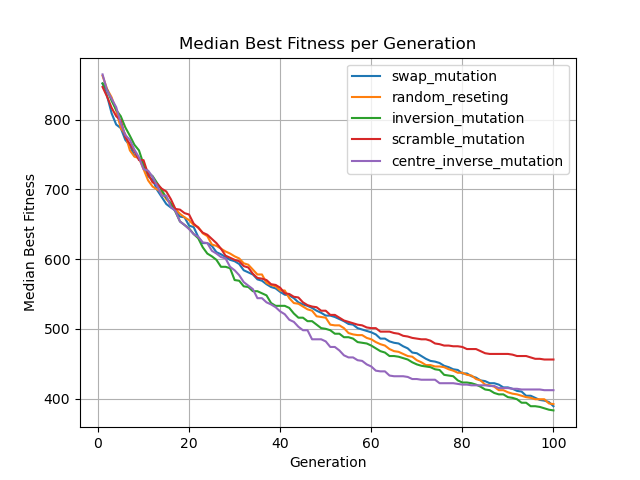 Median Best Fitness per Generation
swap_mutation
random_reseting
inversion_mutation
scramble_mutation
centre_inverse_mutation
Median Best Fitness
800
700
600
500
400
0 20 40 60 80 100
Generation